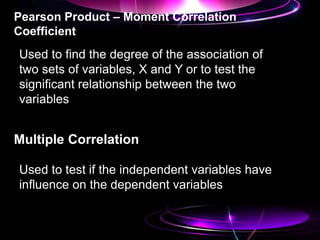 Pearson Product – Moment Correlation
Coefficient
Used to find the degree of the association of
two sets of variables, X and Y or to test the
significant relationship between the two
variables
Multiple Correlation
Used to test if the independent variables have
influence on the dependent variables